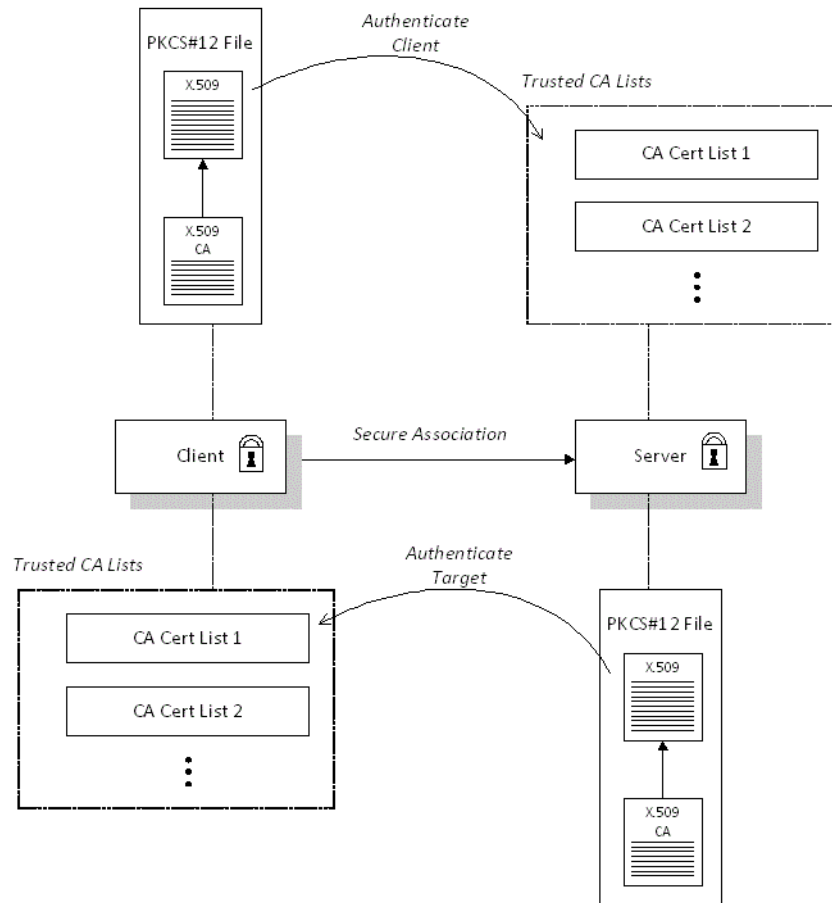 PKCS#12 File
X.509
X.509
CA
Authenticate
Client
Trusted CA Lists
CA Cert List 1
CA Cert List 2
Client
Secure Association
Server
Trusted CA Lists
CA Cert List 1
CA Cert List 2
Authenticate
Target
PKCS#12 File
X.509
X.509
CA